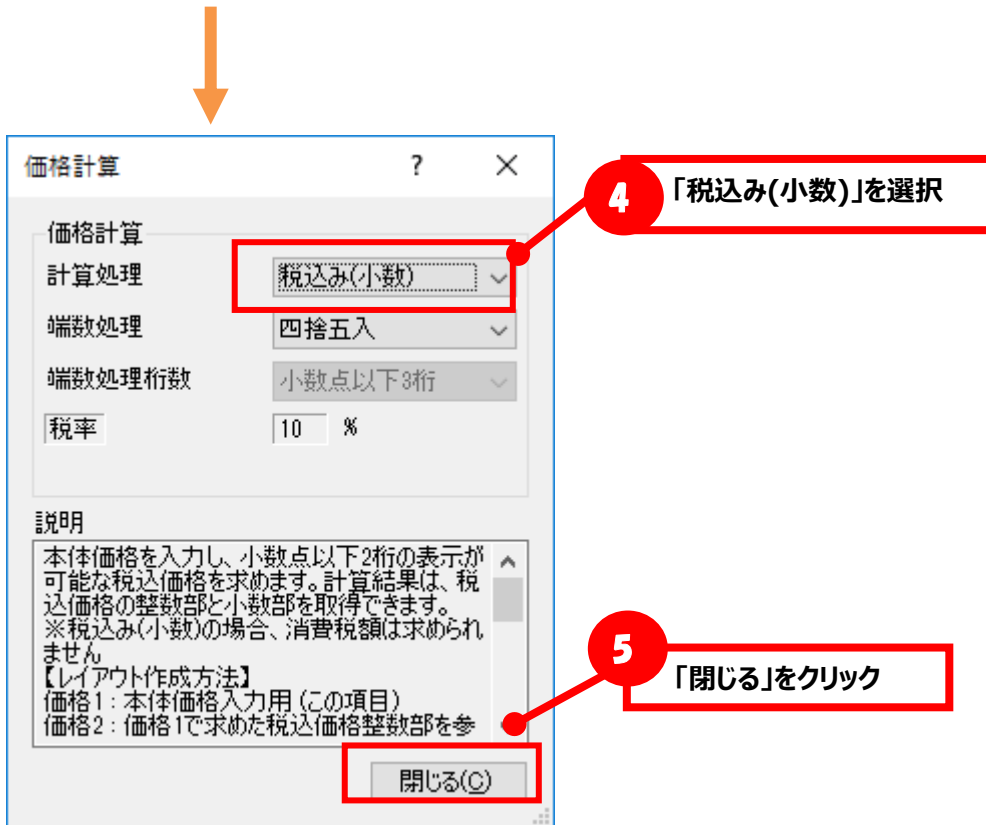 価格計算 ? ×
4 「税込み(小数)」を選択
価格計算
計算処理 税込み(小数)
端数処理 四捨五入
端数処理桁数 小数点以下3桁
税率 10 %
説明
本体価格を入力し、小数点以下2桁の表示が
可能な税込価格を求めます。計算結果は、税
込価格の整数部と小数部を取得できます。
※税込み(小数)の場合、消費税額は求められ
ません
【レイアウト作成方法】
価格1：本体価格入力用（この項目）
価格2：価格1で求めた税込価格整数部を参
5 「閉じる」をクリック
閉じる(C)